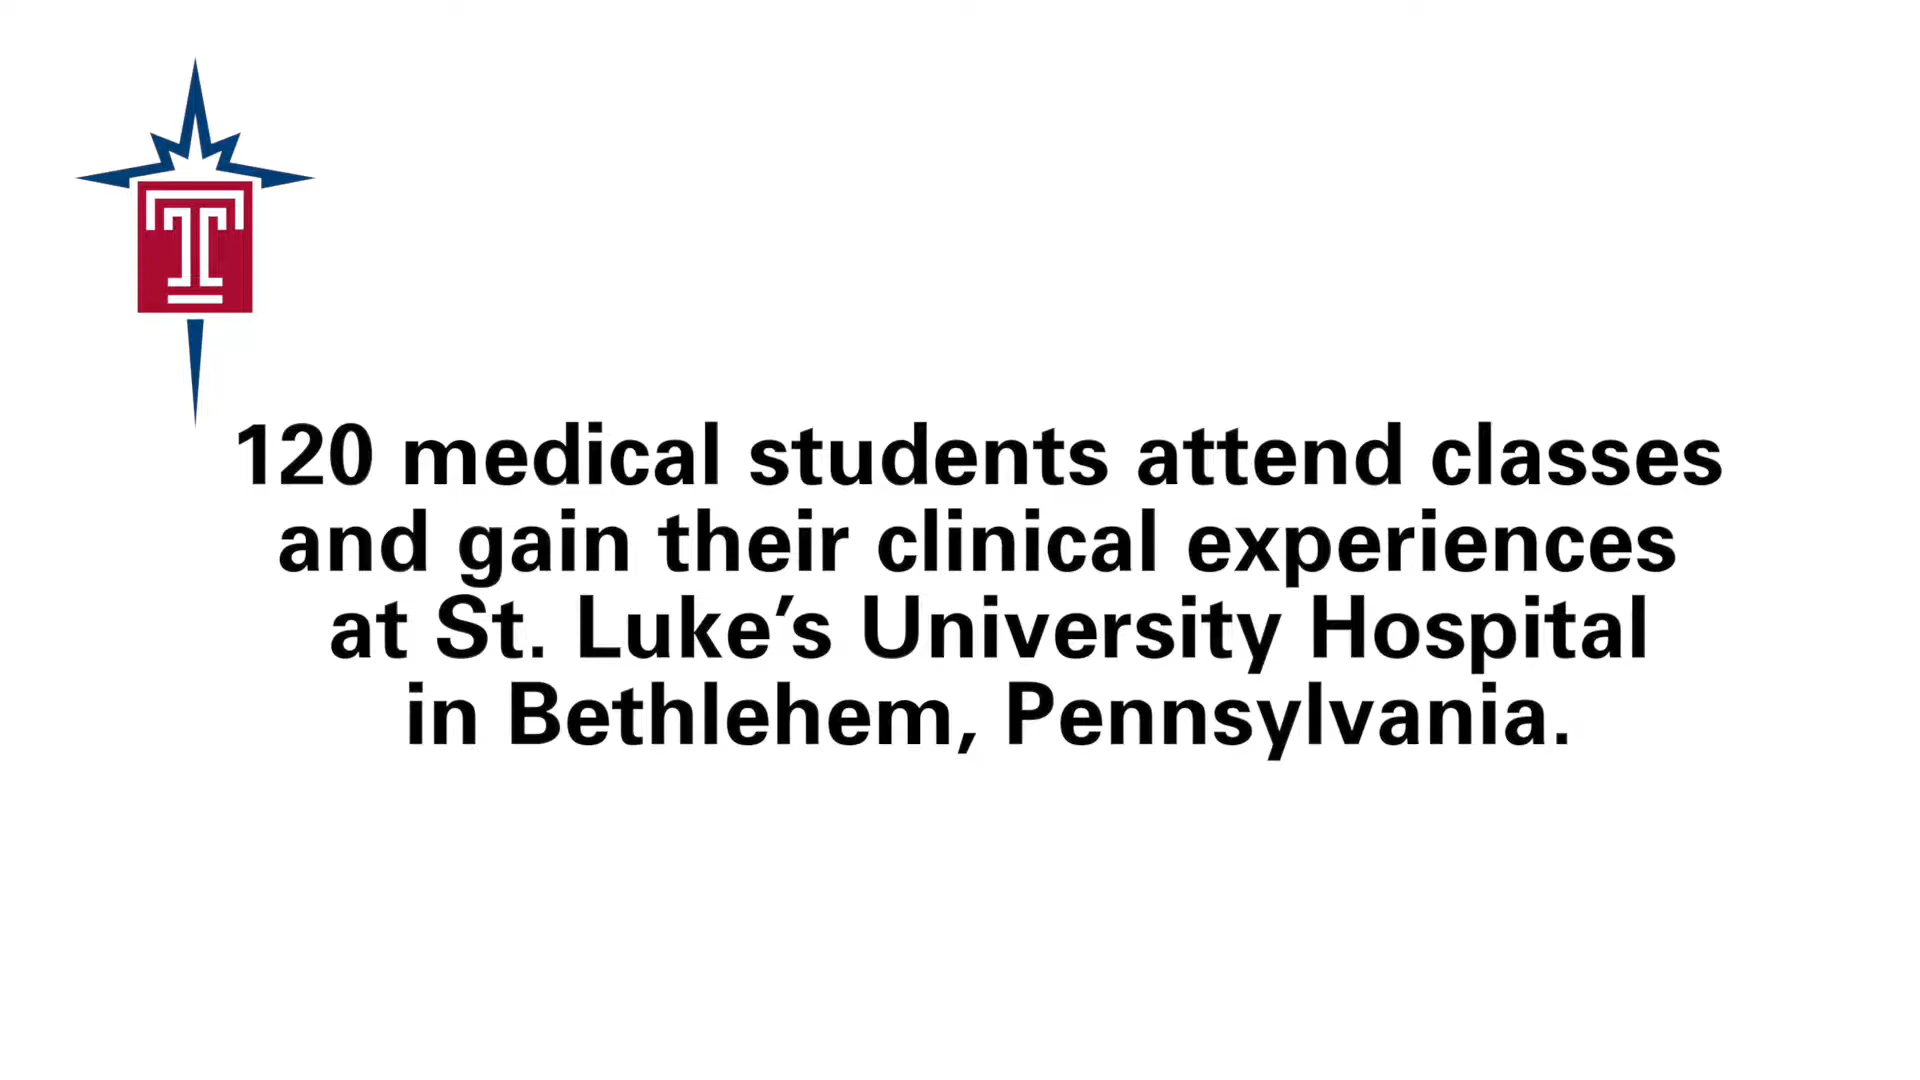 T
120 medical students attend classes
and gain their clinical experiences
at St. Luke’s University Hospital
in Bethlehem, Pennsylvania.